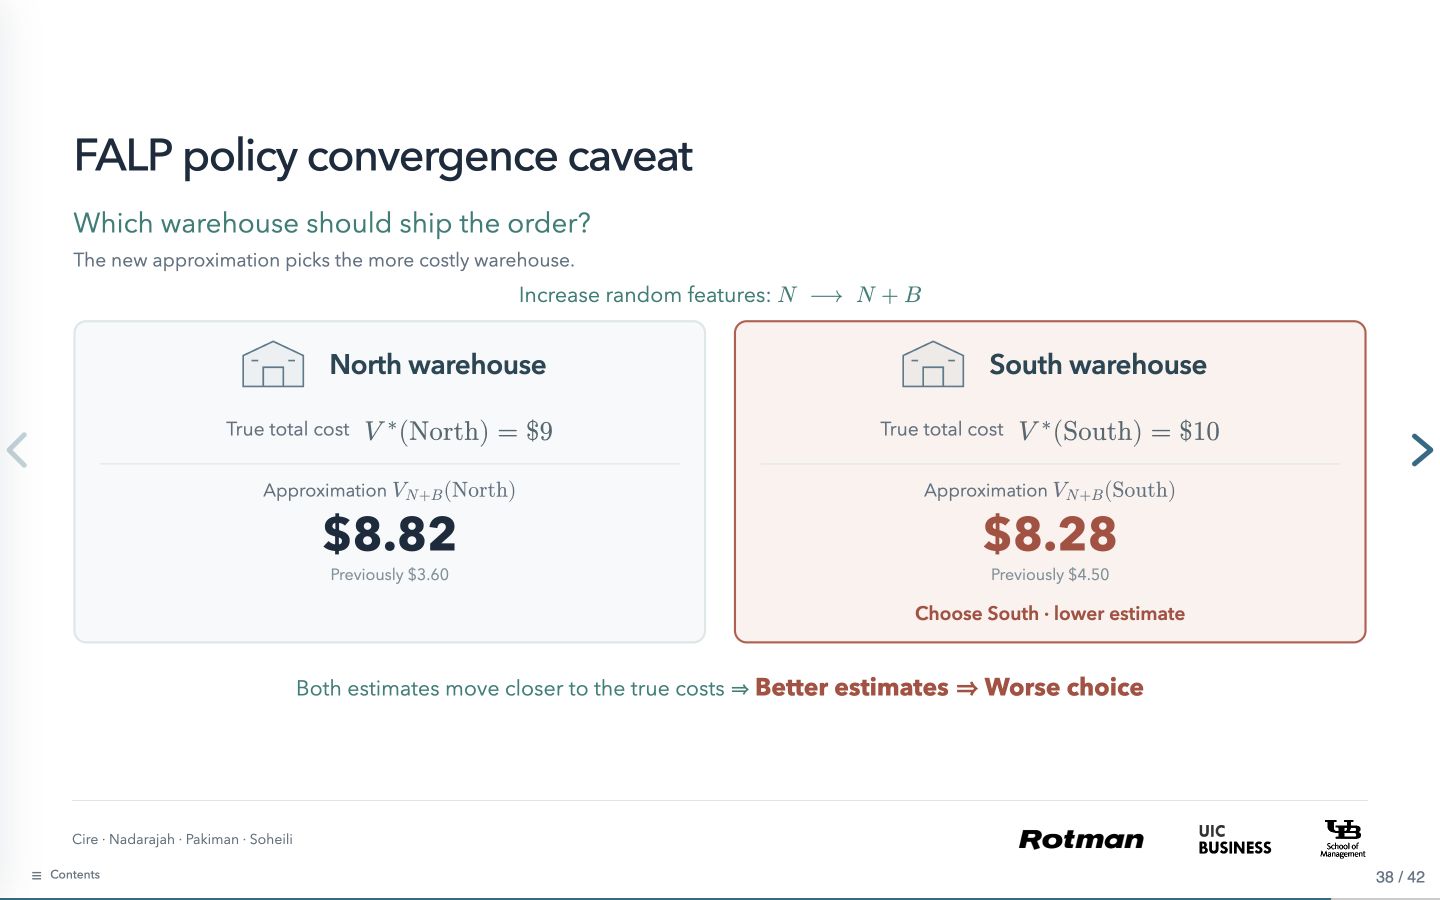 FALP policy convergence caveat
Which warehouse should ship the order?
The new approximation picks the more costly warehouse.
Increase random features: N ⟶ N + B
North warehouse
True total cost V*(North) = $9
Approximation V_{N+B}(North)
$8.82
Previously $3.60
South warehouse
True total cost V*(South) = $10
Approximation V_{N+B}(South)
$8.28
Previously $4.50
Choose South · lower estimate
Both estimates move closer to the true costs ⇒ Better estimates ⇒ Worse choice
Cire · Nadarajah · Pakiman · Soheili
Rotman
UIC
BUSINESS
UB
School of
Management
≡ Contents
38 / 42